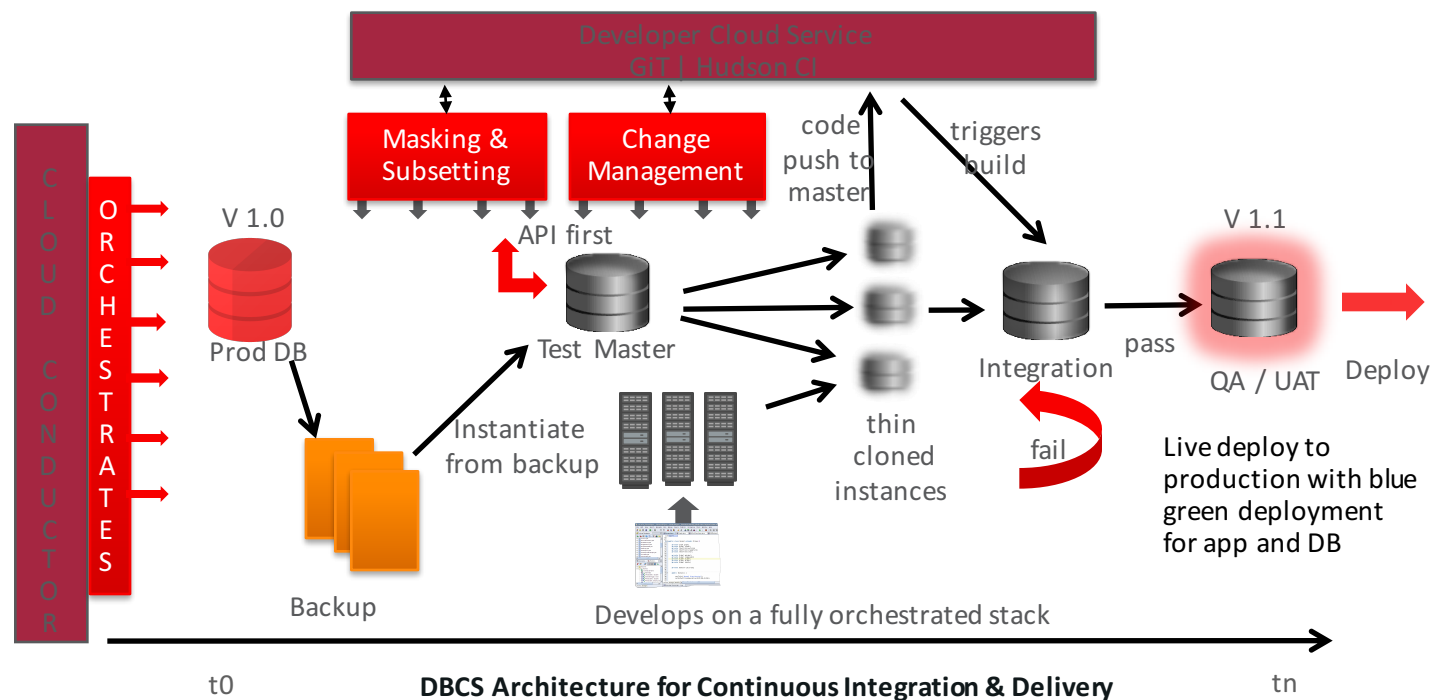 Developer Cloud Service
GiT | Hudson CI
CLOUD CONDUCTOR
ORCHESTRATES
Masking &
Subsetting
Change
Management
code
push to
master
triggers
build
V 1.0
Prod DB
API first
Test Master
Integration
pass
V 1.1
QA / UAT
Deploy
Instantiate
from backup
thin
cloned
instances
fail
Live deploy to
production with blue
green deployment
for app and DB
Backup
Develops on a fully orchestrated stack
t0
DBCS Architecture for Continuous Integration & Delivery
tn